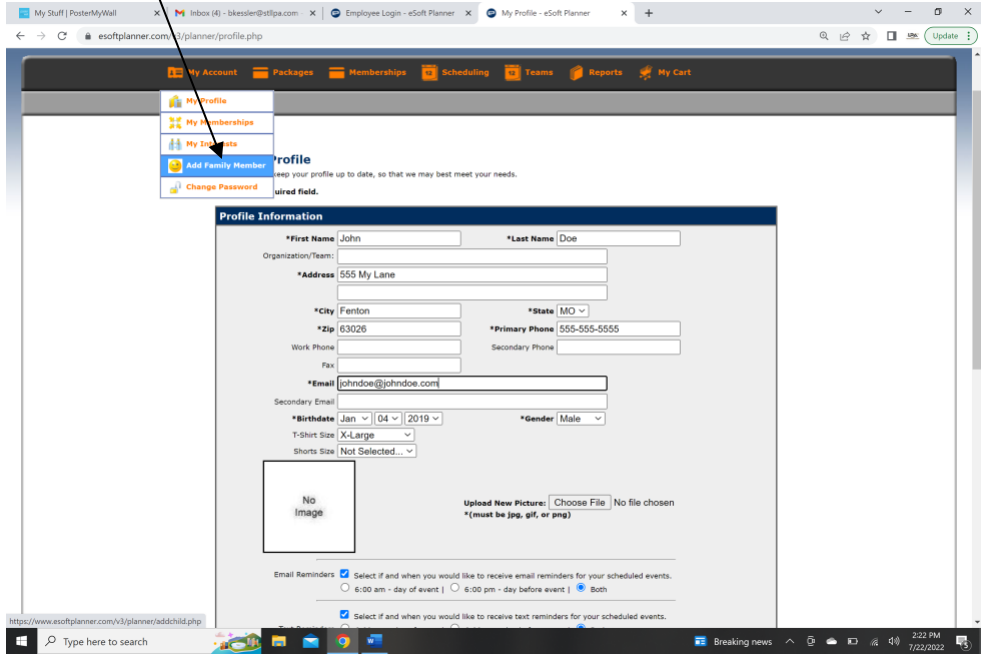 My Stuff | PosterMyWall × Inbox (4) - bkessler@stllpa.com - × Employee Login - eSoft Planner × My Profile - eSoft Planner × +
esoftplanner.com/v3/planner/profile.php Update
My Account Packages Memberships Scheduling Teams Reports My Cart
My Profile
My Memberships
My Interests
Add Family Member
Change Password
Profile
keep your profile up to date, so that we may best meet your needs.
uired field.
Profile Information
*First Name John *Last Name Doe
Organization/Team:
*Address 555 My Lane
*City Fenton *State MO
*Zip 63026 *Primary Phone 555-555-5555
Work Phone Secondary Phone
Fax
*Email johndoe@johndoe.com
Secondary Email
*Birthdate Jan 04 2019 *Gender Male
T-Shirt Size X-Large
Shorts Size Not Selected...
No
Image
Upload New Picture: Choose File No file chosen
*(must be jpg, gif, or png)
Email Reminders Select if and when you would like to receive email reminders for your scheduled events.
6:00 am - day of event | 6:00 pm - day before event | Both
Select if and when you would like to receive text reminders for your scheduled events.
https://www.esoftplanner.com/v3/planner/addchild.php
Type here to search Breaking news 2:22 PM
7/22/2022